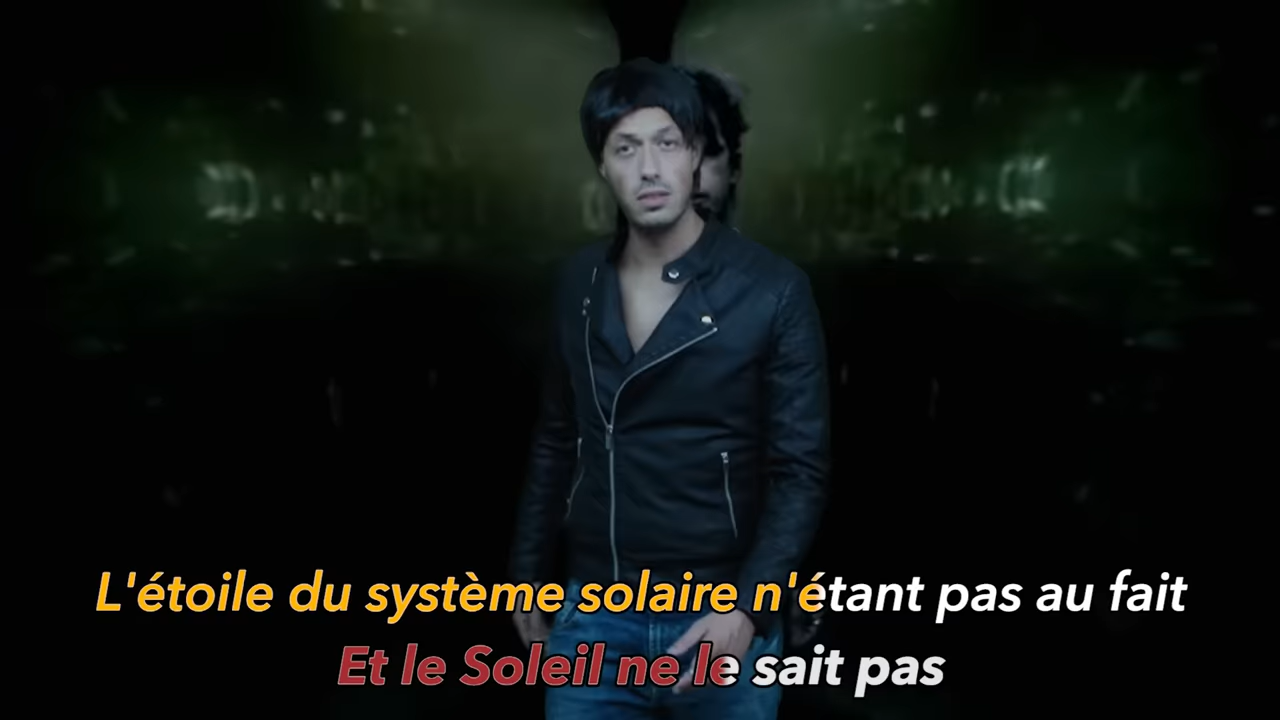 L'étoile du système solaire n'étant pas au fait
Et le Soleil ne le sait pas